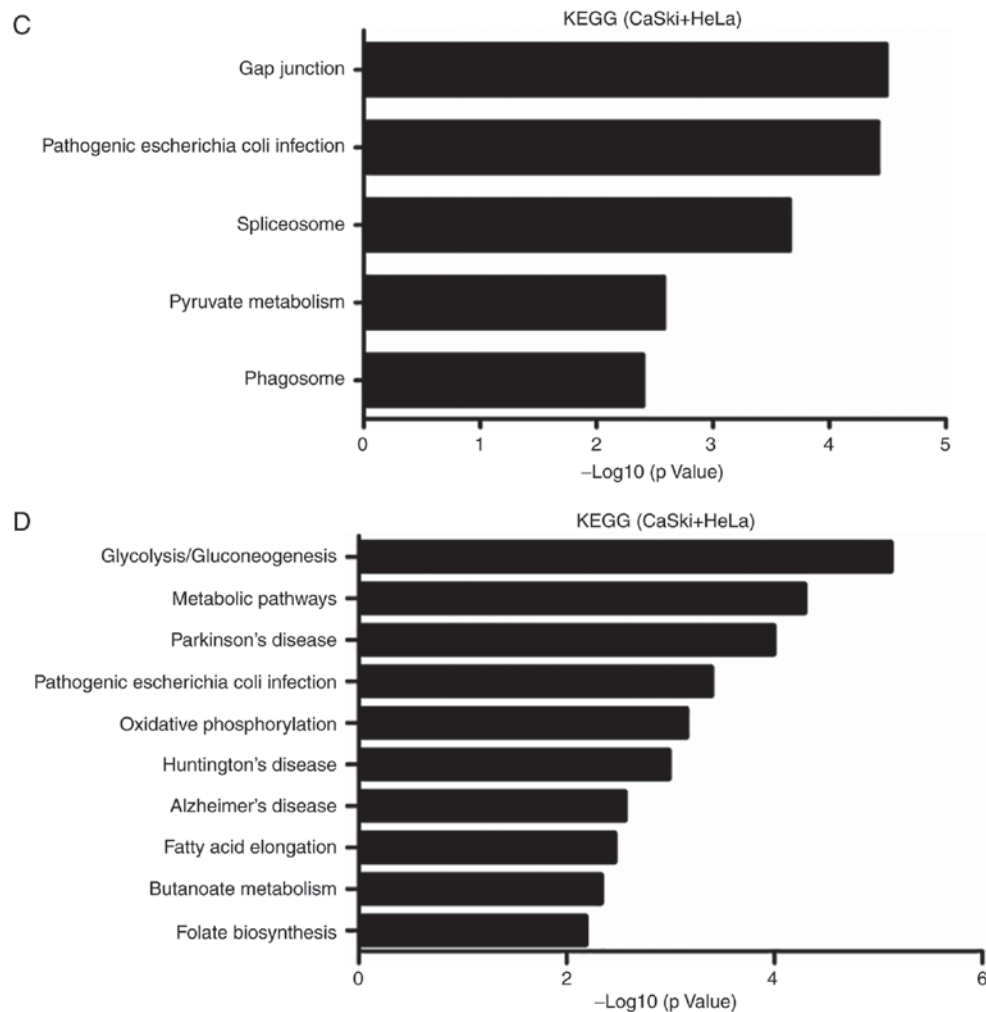 C
KEGG (CaSki+HeLa)
Gap junction
Pathogenic escherichia coli infection
Spliceosome
Pyruvate metabolism
Phagosome
0 1 2 3 4 5
−Log10 (p Value)
D
KEGG (CaSki+HeLa)
Glycolysis/Gluconeogenesis
Metabolic pathways
Parkinson's disease
Pathogenic escherichia coli infection
Oxidative phosphorylation
Huntington's disease
Alzheimer's disease
Fatty acid elongation
Butanoate metabolism
Folate biosynthesis
0 2 4 6
−Log10 (p Value)